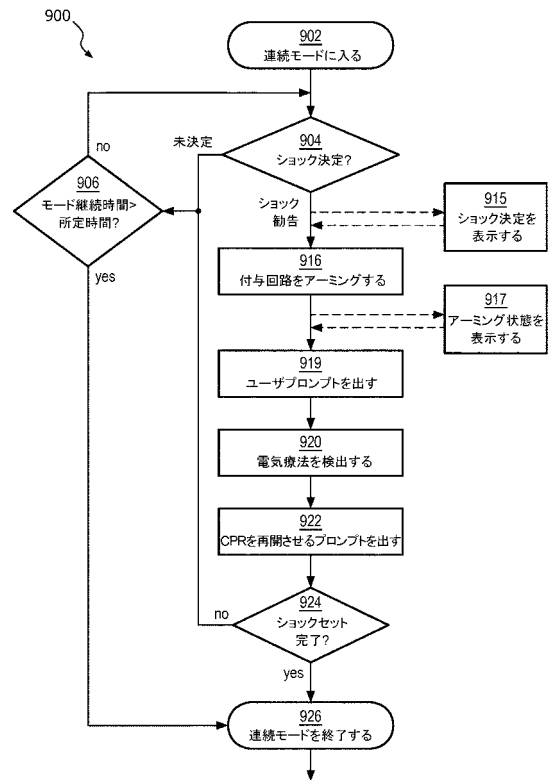 900
902
連続モードに入る
no
未決定
904
ショック決定?
906
モード継続時間>
所定時間?
ショック
勧告
915
ショック決定を
表示する
yes
916
付与回路をアーミングする
917
アーミング状態を
表示する
919
ユーザプロンプトを出す
920
電気療法を検出する
922
CPRを再開させるプロンプトを出す
no
924
ショックセット
完了?
yes
926
連続モードを終了する